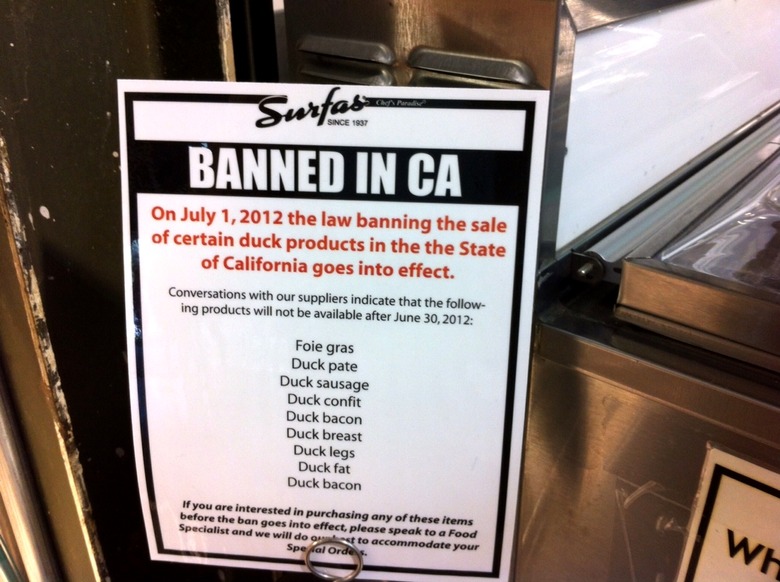 Surfas Chef's Paradise®
SINCE 1937
BANNED IN CA
On July 1, 2012 the law banning the sale
of certain duck products in the the State
of California goes into effect.
Conversations with our suppliers indicate that the follow-
ing products will not be available after June 30, 2012:
Foie gras
Duck pate
Duck sausage
Duck confit
Duck bacon
Duck breast
Duck legs
Duck fat
Duck bacon
If you are interested in purchasing any of these items
before the ban goes into effect, please speak to a Food
Specialist and we will do to accommodate your
Orders.